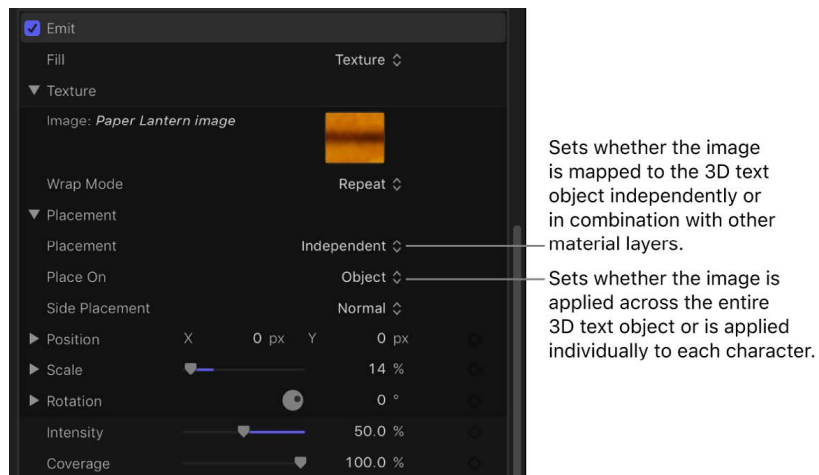 Emit
Fill Texture
Texture
Image: Paper Lantern image
Wrap Mode Repeat
Placement
Placement Independent
Place On Object
Side Placement Normal
Position X 0 px Y 0 px
Scale 14 %
Rotation 0 °
Intensity 50.0 %
Coverage 100.0 %
Sets whether the image
is mapped to the 3D text
object independently or
in combination with other
material layers.
Sets whether the image is
applied across the entire
3D text object or is applied
individually to each character.